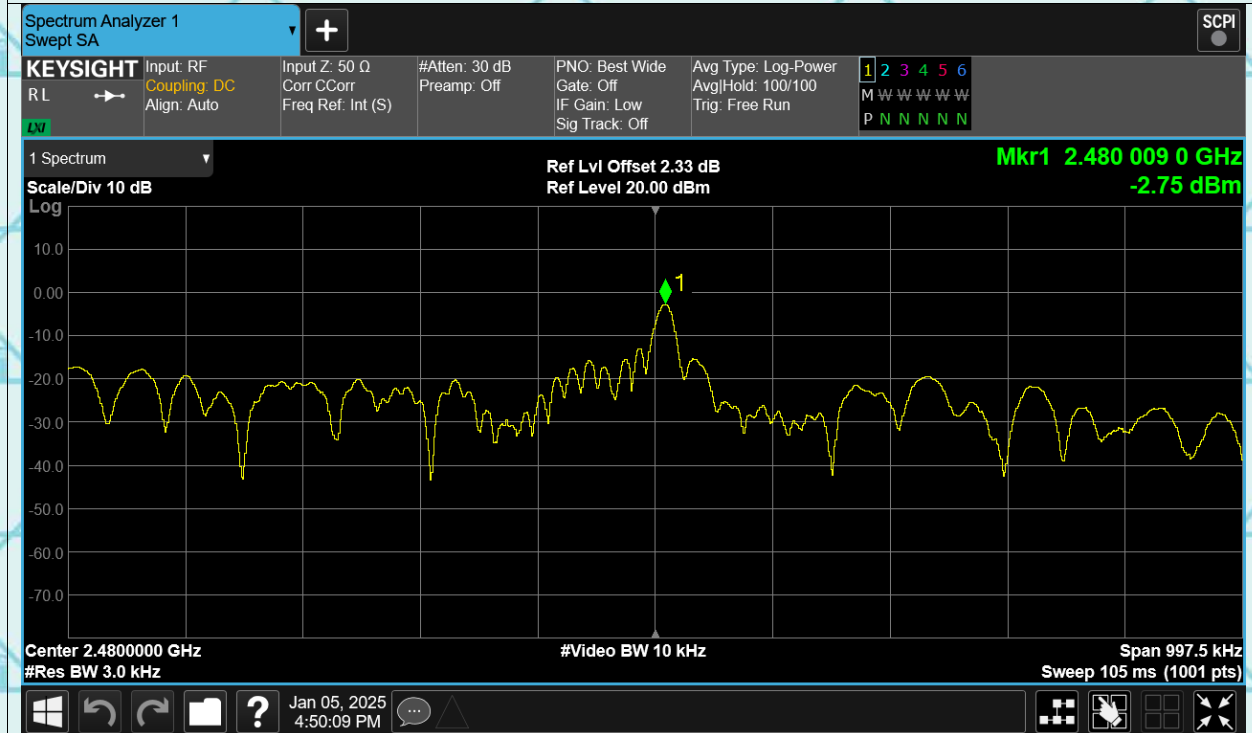 Spectrum Analyzer 1
Swept SA
SCPI
KEYSIGHT
R L
LXI
Input: RF
Coupling: DC
Align: Auto
Input Z: 50 Ω
Corr CCorr
Freq Ref: Int (S)
#Atten: 30 dB
Preamp: Off
PNO: Best Wide
Gate: Off
IF Gain: Low
Sig Track: Off
Avg Type: Log-Power
Avg|Hold: 100/100
Trig: Free Run
1 2 3 4 5 6
M W W W W W
P N N N N N N
1 Spectrum
Scale/Div 10 dB
Log
Ref Lvl Offset 2.33 dB
Ref Level 20.00 dBm
Mkr1 2.480 009 0 GHz
-2.75 dBm
1
10.0
0.00
-10.0
-20.0
-30.0
-40.0
-50.0
-60.0
-70.0
Center 2.4800000 GHz
#Res BW 3.0 kHz
#Video BW 10 kHz
Span 997.5 kHz
Sweep 105 ms (1001 pts)
?
Jan 05, 2025
4:50:09 PM